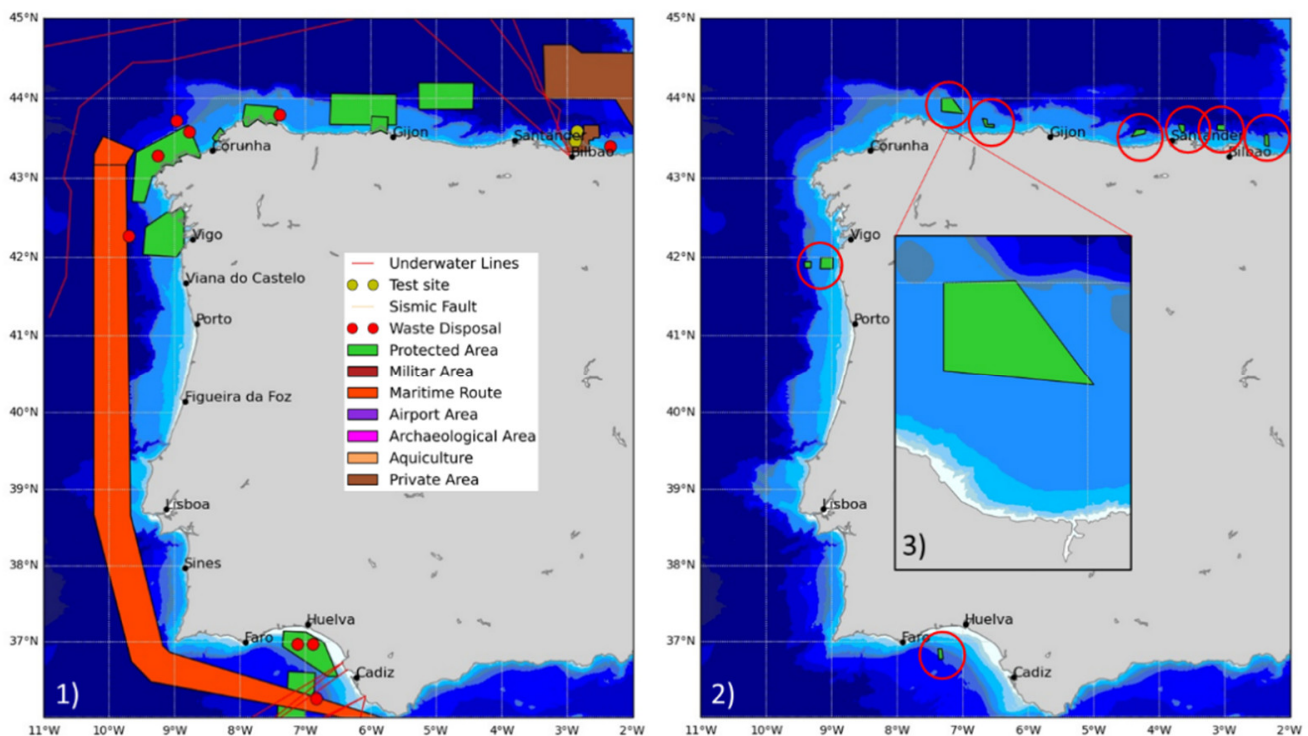 45°N
44°N
43°N
42°N
41°N
40°N
39°N
38°N
37°N
11°W 10°W 9°W 8°W 7°W 6°W 5°W 4°W 3°W 2°W
Corunha
Gijon
Santander
Bilbao
Vigo
Viana do Castelo
Porto
Figueira da Foz
Lisboa
Sines
Faro
Huelva
Cadiz
Underwater Lines
Test site
Sismic Fault
Waste Disposal
Protected Area
Militar Area
Maritime Route
Airport Area
Archaeological Area
Aquiculture
Private Area
1)
45°N
44°N
43°N
42°N
41°N
40°N
39°N
38°N
37°N
11°W 10°W 9°W 8°W 7°W 6°W 5°W 4°W 3°W 2°W
Corunha
Gijon
Santander
Bilbao
Vigo
Porto
Lisboa
Faro
Huelva
Cadiz
3)
2)